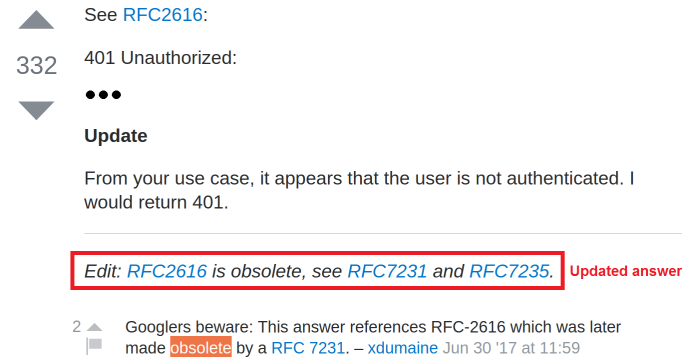 See RFC2616:
332
401 Unauthorized:
●●●
Update
From your use case, it appears that the user is not authenticated. I
would return 401.
Edit: RFC2616 is obsolete, see RFC7231 and RFC7235.
Updated answer
2
Googlers beware: This answer references RFC-2616 which was later
made obsolete by a RFC 7231. – xdumaine Jun 30 '17 at 11:59